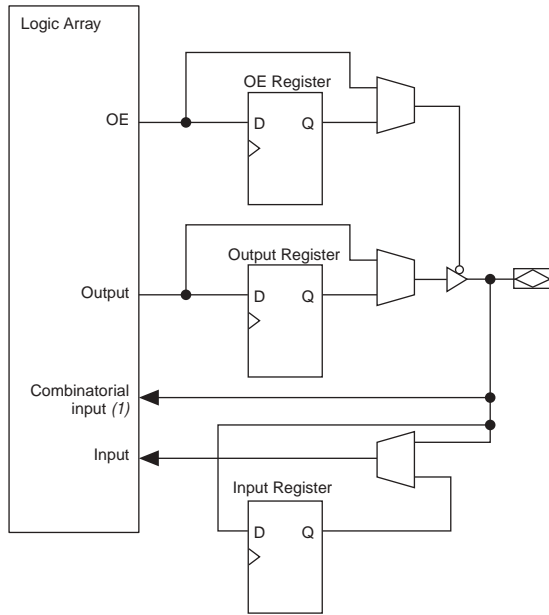 Logic Array
OE Register
OE
D Q
Output Register
Output
D Q
Combinatorial
input (1)
Input
Input Register
D Q